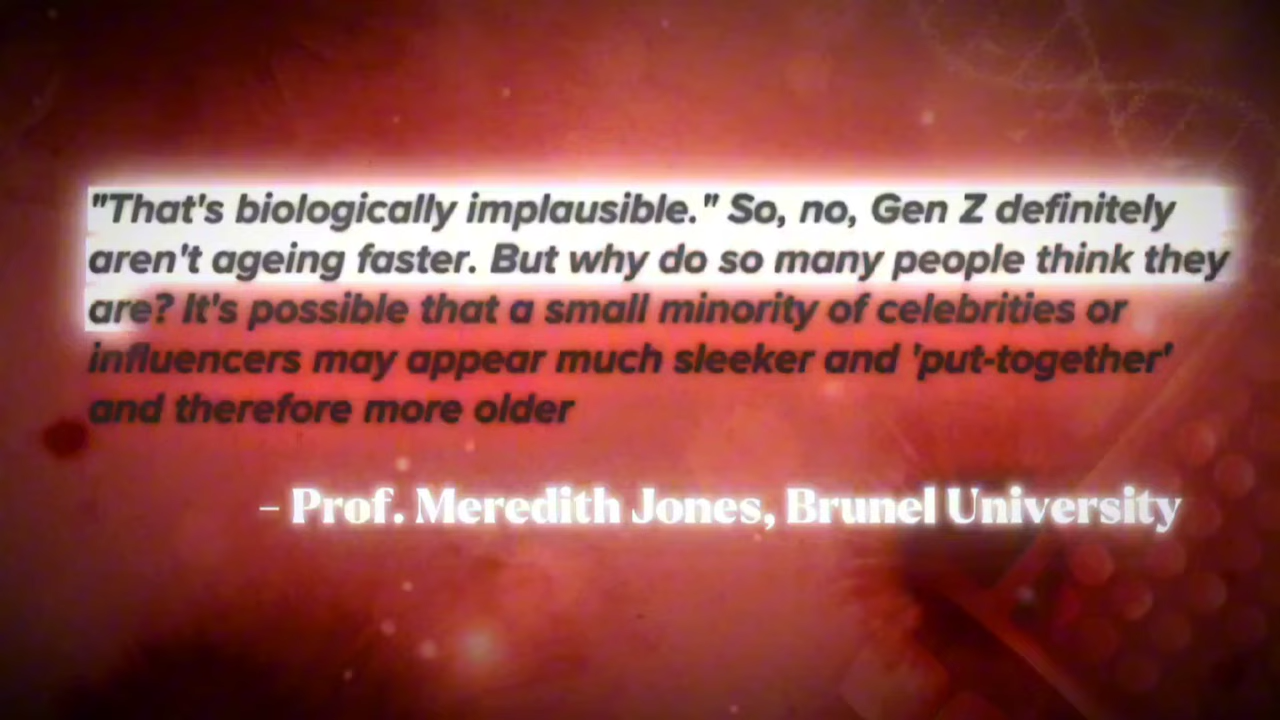 "That's biologically implausible." So, no, Gen Z definitely
aren't ageing faster. But why do so many people think they
are? It's possible that a small minority of celebrities or
influencers may appear much sleeker and 'put-together'
and therefore more older
– Prof. Meredith Jones, Brunel University